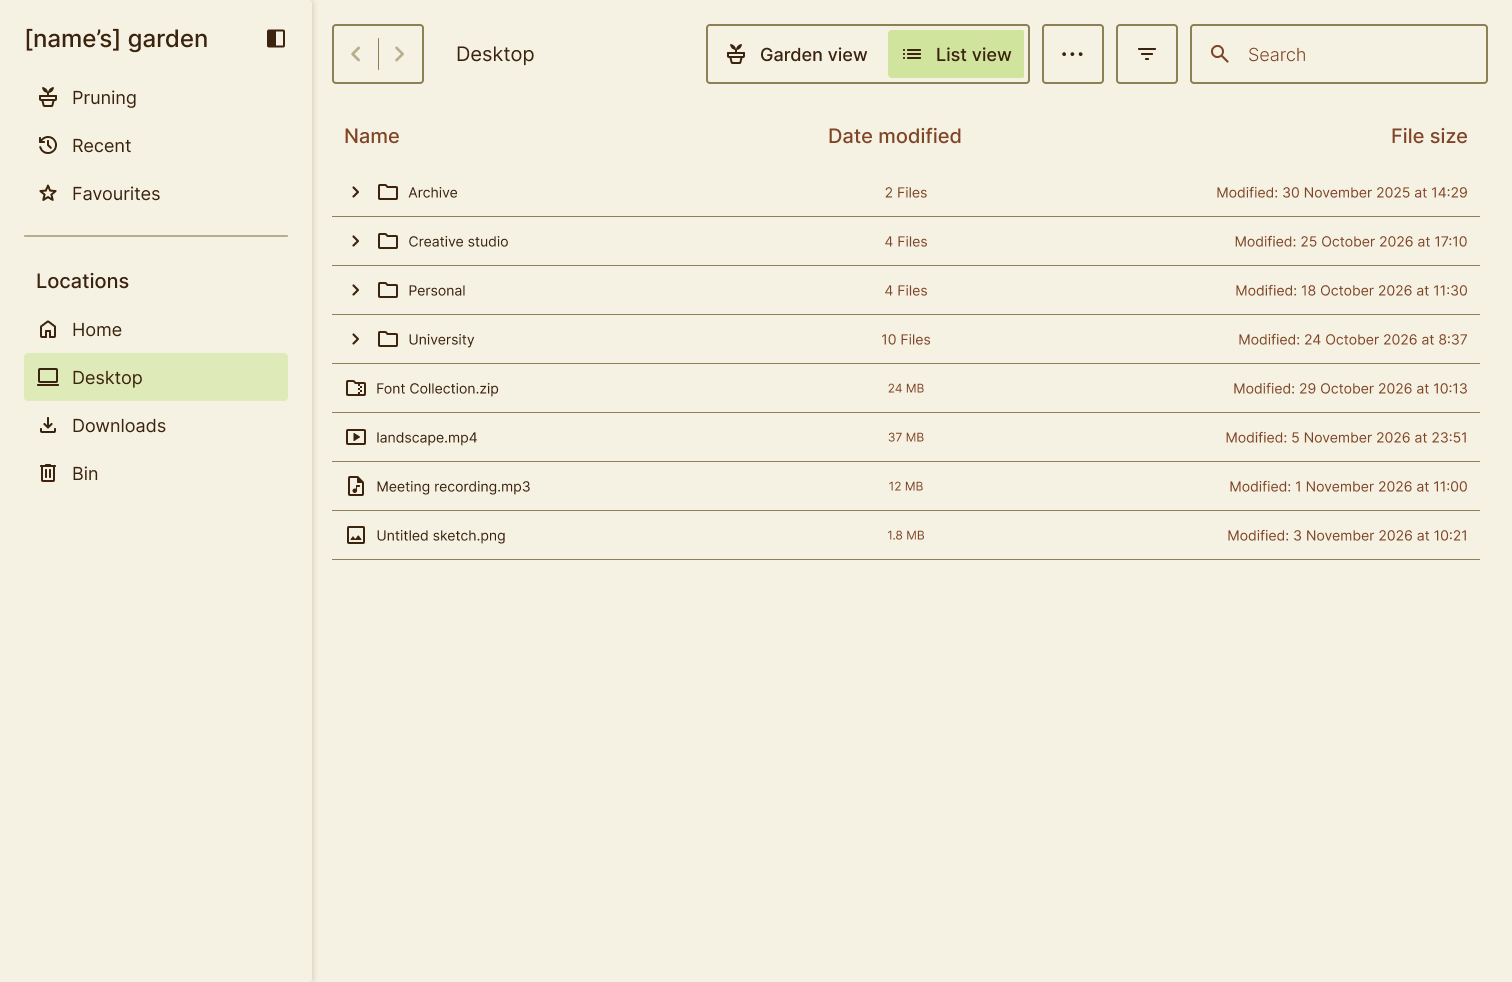 [name’s] garden
Pruning
Recent
Favourites
Locations
Home
Desktop
Downloads
Bin
Desktop
Garden view
List view
Search
Name Date modified File size
Archive 2 Files Modified: 30 November 2025 at 14:29
Creative studio 4 Files Modified: 25 October 2026 at 17:10
Personal 4 Files Modified: 18 October 2026 at 11:30
University 10 Files Modified: 24 October 2026 at 8:37
Font Collection.zip 24 MB Modified: 29 October 2026 at 10:13
landscape.mp4 37 MB Modified: 5 November 2026 at 23:51
Meeting recording.mp3 12 MB Modified: 1 November 2026 at 11:00
Untitled sketch.png 1.8 MB Modified: 3 November 2026 at 10:21